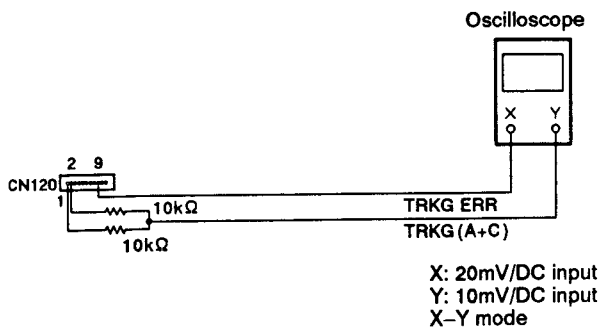 Oscilloscope
X Y
2 9
CN120
1
10kΩ
TRKG ERR
10kΩ
TRKG (A+C)
X: 20mV/DC input
Y: 10mV/DC input
X–Y mode